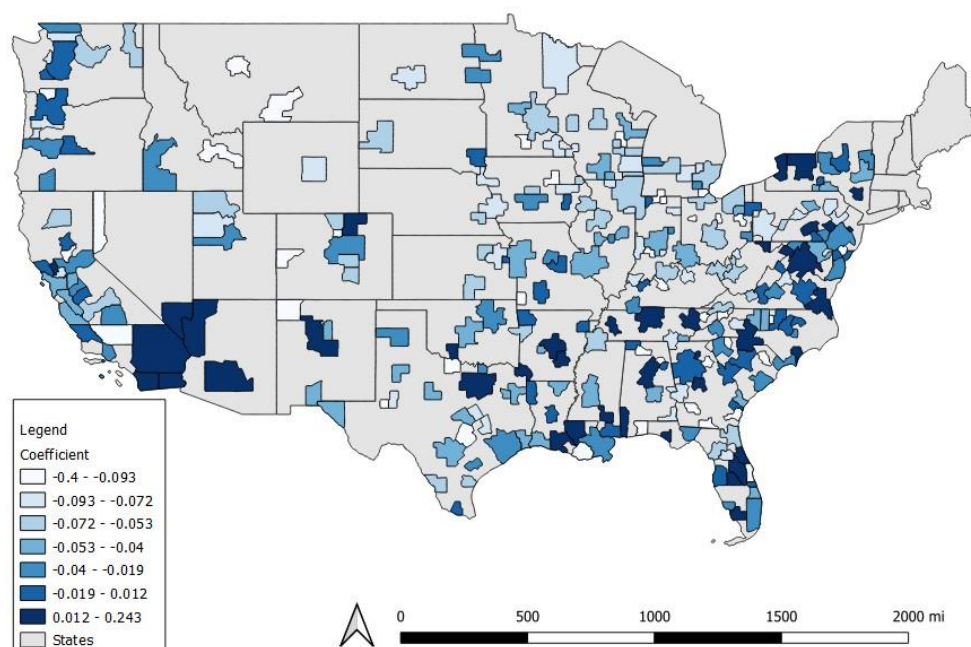 Legend
Coefficient
-0.4 - -0.093
-0.093 - -0.072
-0.072 - -0.053
-0.053 - -0.04
-0.04 - -0.019
-0.019 - 0.012
0.012 - 0.243
States
0 500 1000 1500 2000 mi